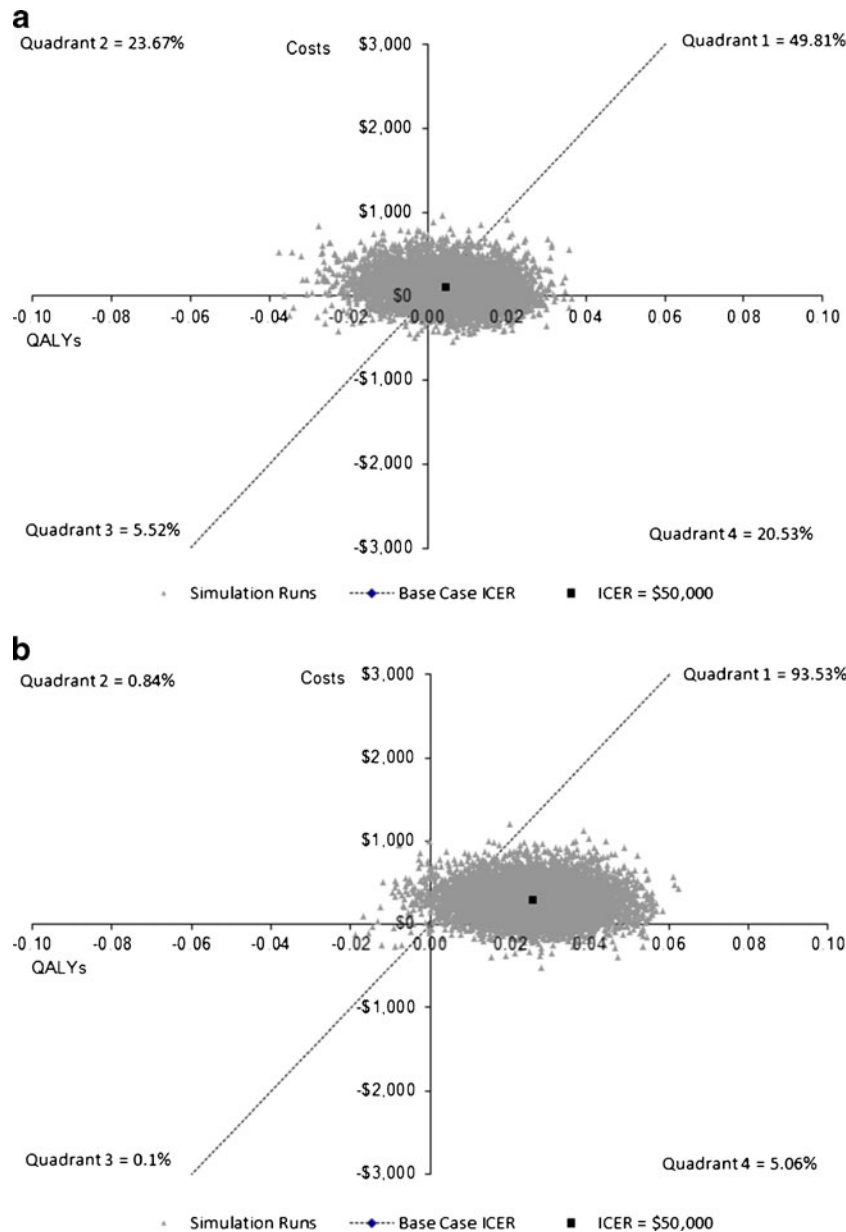 a
Quadrant 2 = 23.67%
Costs
$3,000
Quadrant 1 = 49.81%
$2,000
$1,000
$0
-0.10 -0.08 -0.06 -0.04 -0.02 0.00 0.02 0.04 0.06 0.08 0.10
QALYs
-$1,000
-$2,000
Quadrant 3 = 5.52%
-$3,000
Quadrant 4 = 20.53%
Simulation Runs Base Case ICER ICER = $50,000
b
Quadrant 2 = 0.84%
Costs
$3,000
Quadrant 1 = 93.53%
$2,000
$1,000
$0
-0.10 -0.08 -0.06 -0.04 -0.02 0.00 0.02 0.04 0.06 0.08 0.10
QALYs
-$1,000
-$2,000
Quadrant 3 = 0.1%
-$3,000
Quadrant 4 = 5.06%
Simulation Runs Base Case ICER ICER = $50,000